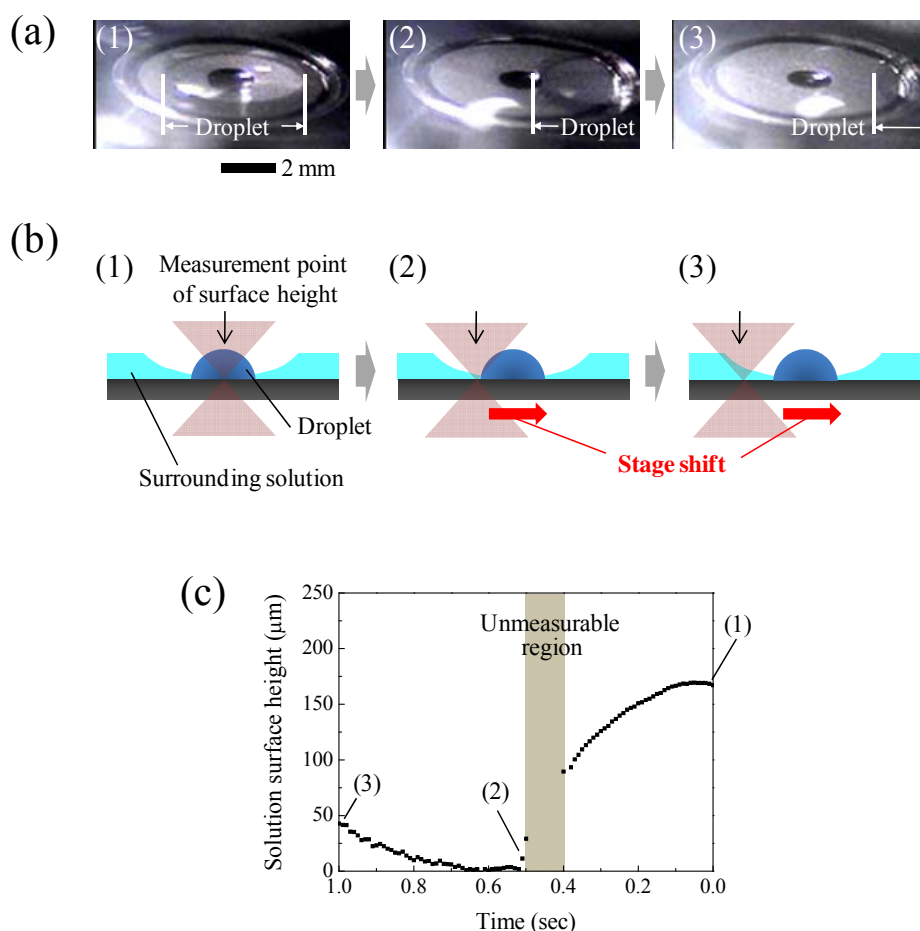 (a)
(1)
(2)
(3)
Droplet
Droplet
Droplet
2 mm
(b)
(1)
Measurement point
of surface height
(2)
(3)
Droplet
Surrounding solution
Stage shift
(c)
Solution surface height (μm)
250
200
150
100
50
0
Unmeasurable
region
(1)
(2)
(3)
1.0
0.8
0.6
0.4
0.2
0.0
Time (sec)